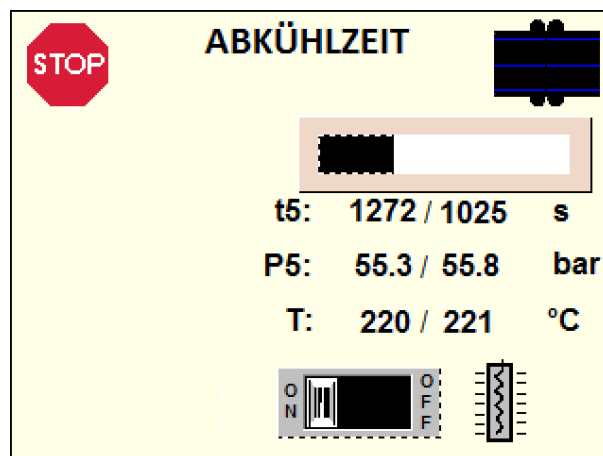 STOP
ABKÜHLZEIT
t5: 1272 / 1025 s
P5: 55.3 / 55.8 bar
T: 220 / 221 °C
ON
OFF